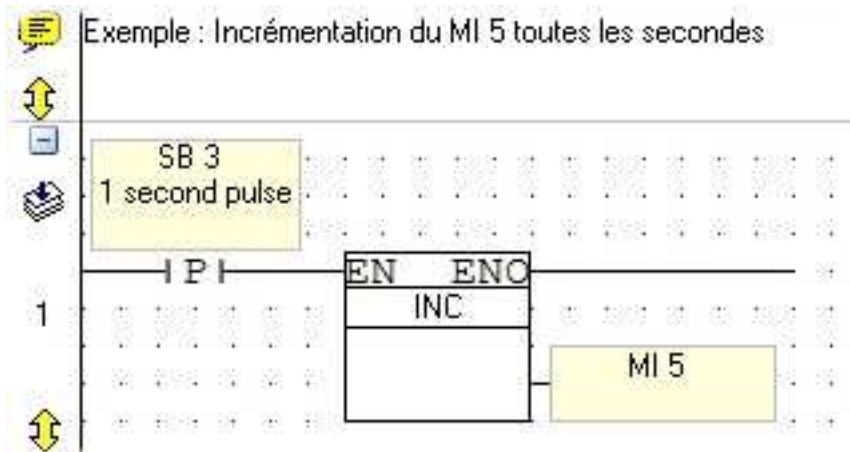 Exemple : Incrémentation du MI 5 toutes les secondes
SB 3
1 second pulse
P
EN ENO
INC
1
MI 5